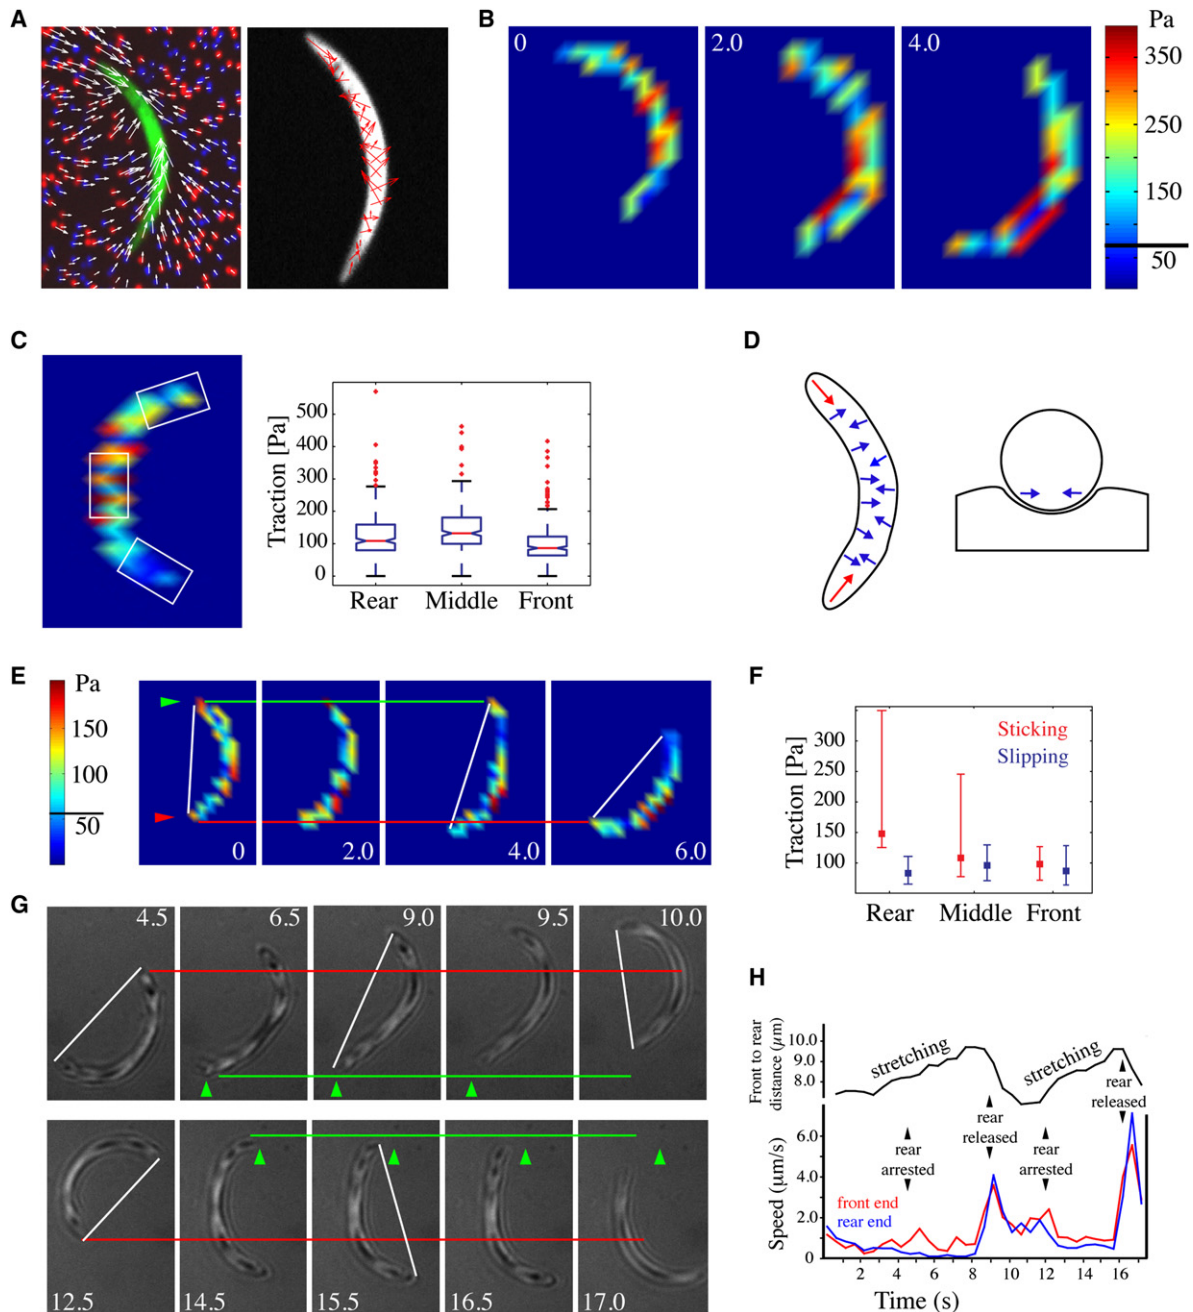 A
B
0
2.0
4.0
Pa
350
250
150
50
C
Traction [Pa]
500
400
300
200
100
0
Rear
Middle
Front
D
E
Pa
150
100
50
0
2.0
4.0
6.0
F
Traction [Pa]
300
250
200
150
100
Sticking
Slipping
Rear
Middle
Front
G
4.5
6.5
9.0
9.5
10.0
12.5
14.5
15.5
16.5
17.0
H
Front to rear
distance (µm)
10.0
9.0
8.0
stretching
stretching
rear
released
rear
released
rear
arrested
rear
arrested
Speed (µm/s)
6.0
4.0
2.0
0
front end
rear end
2
4
6
8
10
12
14
16
Time (s)